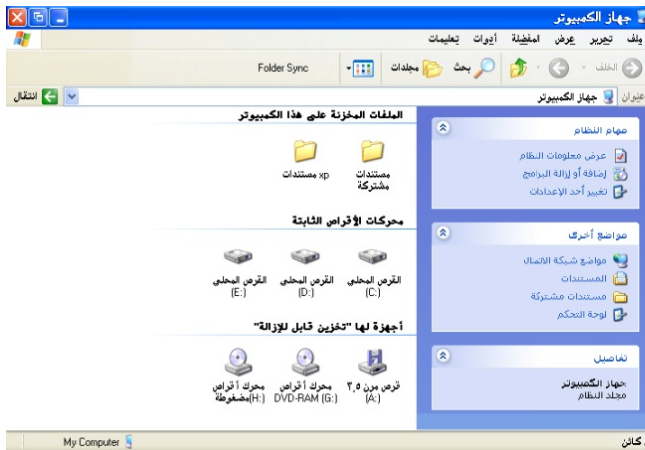 جهاز الكمبيوتر
ملف تحرير عرض المفضلة أدوات تعليمات
الخلف بحث مجلدات Folder Sync
عنوان جهاز الكمبيوتر انتقال
مهام النظام
عرض معلومات النظام
إضافة أو إزالة البرامج
تغيير أحد الإعدادات
مواضع أخرى
مواضع شبكة الاتصال
المستندات
مستندات مشتركة
لوحة التحكم
تفاصيل
جهاز الكمبيوتر
مجلد النظام
الملفات المخزنة على هذا الكمبيوتر
مستندات مشتركة
مستندات xp
محركات الأقراص الثابتة
القرص المحلي (C:)
القرص المحلي (D:)
القرص المحلي (E:)
أجهزة لها "تخزين قابل للإزالة"
قرص مرن ٣,٥ (A:)
محرك أقراص DVD-RAM (G:)
محرك أقراص مضغوطة (H:)
كائن My Computer